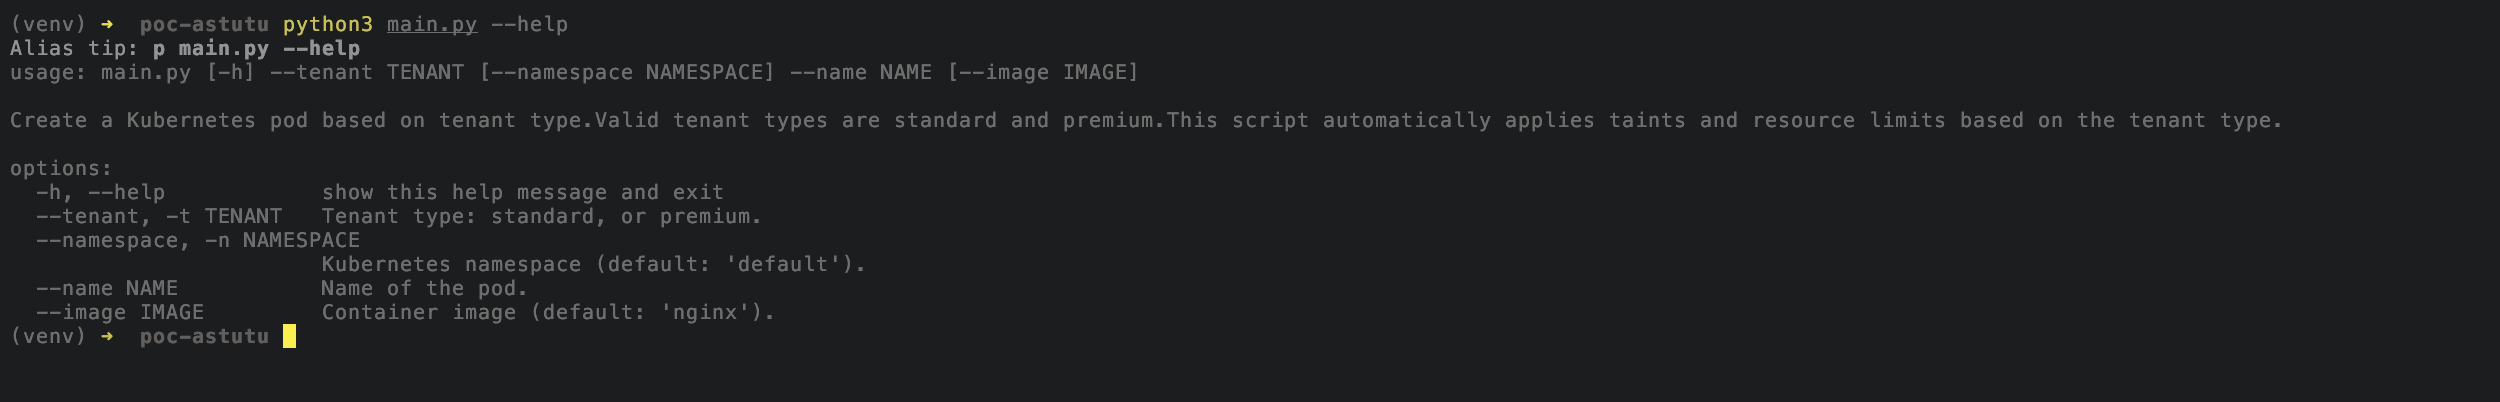 (venv) ➜  poc-astutu python3 main.py --help
Alias tip: p main.py --help
usage: main.py [-h] --tenant TENANT [--namespace NAMESPACE] --name NAME [--image IMAGE]
Create a Kubernetes pod based on tenant type.Valid tenant types are standard and premium.This script automatically applies taints and resource limits based on the tenant type.
options:
  -h, --help            show this help message and exit
  --tenant, -t TENANT   Tenant type: standard, or premium.
  --namespace, -n NAMESPACE
                        Kubernetes namespace (default: 'default').
  --name NAME           Name of the pod.
  --image IMAGE         Container image (default: 'nginx').
(venv) ➜  poc-astutu